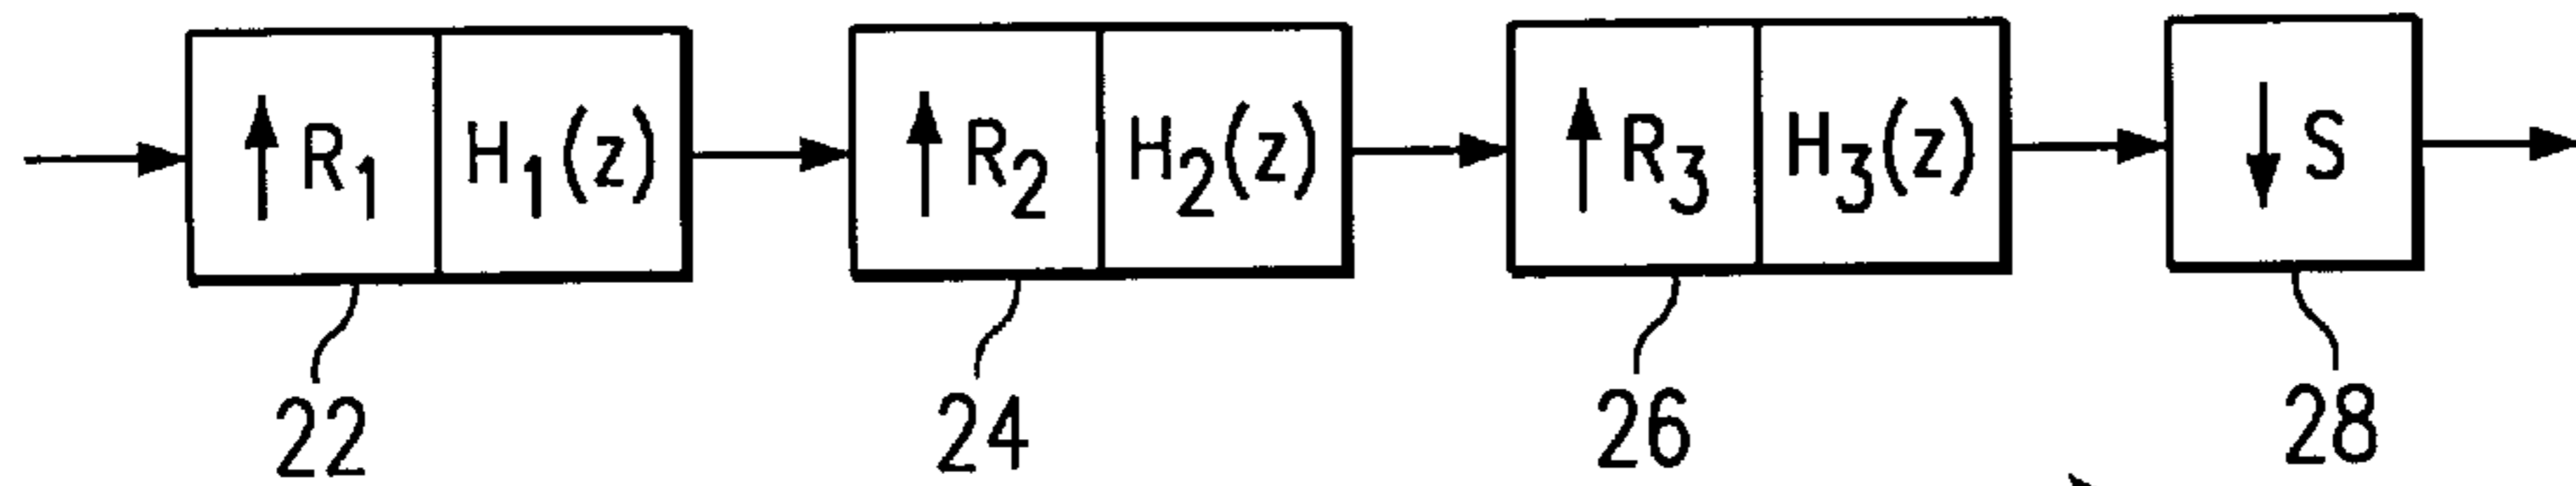 ↑ R₁ H₁(z) ↑ R₂ H₂(z) ↑ R₃ H₃(z) ↓ S
22 24 26 28